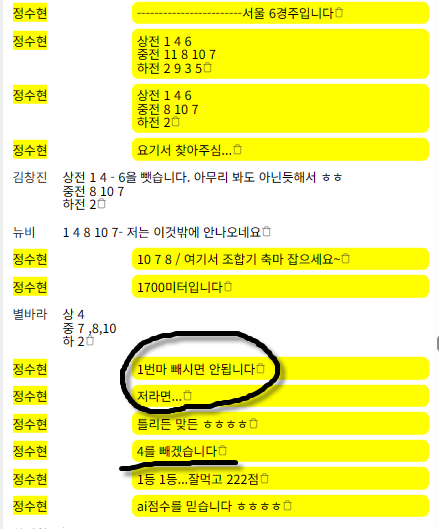 정수현 ------------------------서울 6경주입니다
정수현 상전 1 4 6
중전 11 8 10 7
하전 2 9 3 5
정수현 상전 1 4 6
중전 8 10 7
하전 2
정수현 요기서 찾아주심...
김창진 상전 1 4 - 6을 뺏습니다. 아무리 봐도 아닌듯해서 ㅎㅎ
중전 8 10 7
하전 2
뉴비 1 4 8 10 7- 저는 이것밖에 안나오네요
정수현 10 7 8 / 여기서 조합기 축마 잡으세요~
정수현 1700미터입니다
별바라 상 4
중 7 ,8,10
하 2
정수현 1번마 빼시면 안됩니다
정수현 저라면...
정수현 틀리든 맞든 ㅎㅎㅎㅎ
정수현 4를 빼겠습니다
정수현 1등 1등...잘먹고 222점
정수현 ai점수를 믿습니다 ㅎㅎㅎㅎ